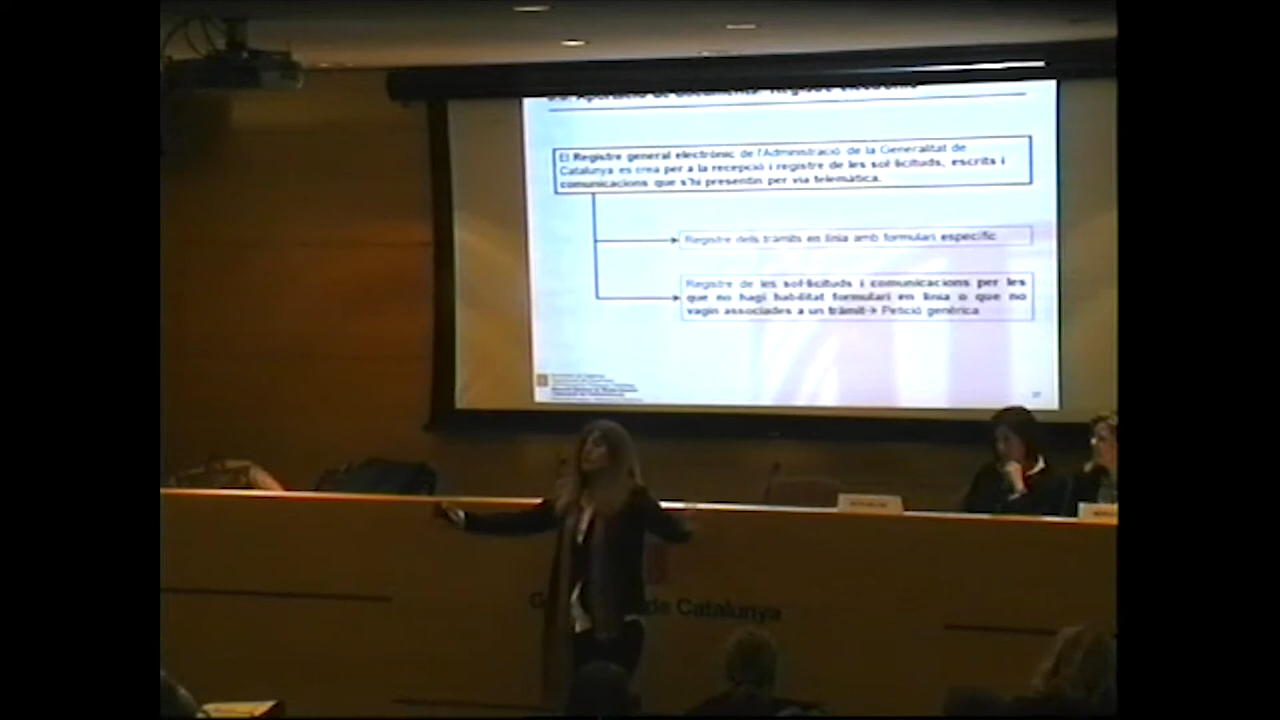 Registre electrònic
El Registre general electrònic de l'Administració de la Generalitat de
Catalunya es crea per a la recepció i registre de les sol·licituds, escrits i
comunicacions que s'hi presentin per via telemàtica.
Registre dels tràmits en línia amb formulari específic
Registre de les sol·licituds i comunicacions per les
que no hagi habilitat formulari en línia o que no
vagin associades a un tràmit→ Petició genèrica
G de Catalunya